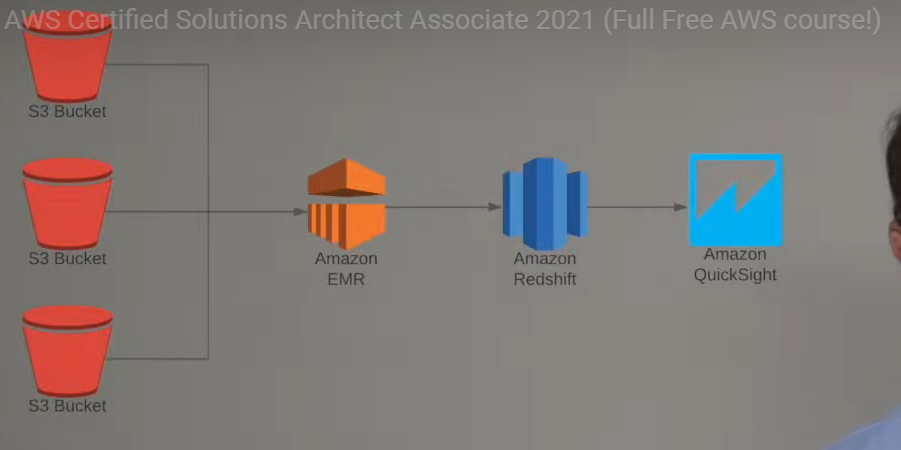 AWS Certified Solutions Architect Associate 2021 (Full Free AWS course!)
S3 Bucket
S3 Bucket
S3 Bucket
Amazon
EMR
Amazon
Redshift
Amazon
QuickSight